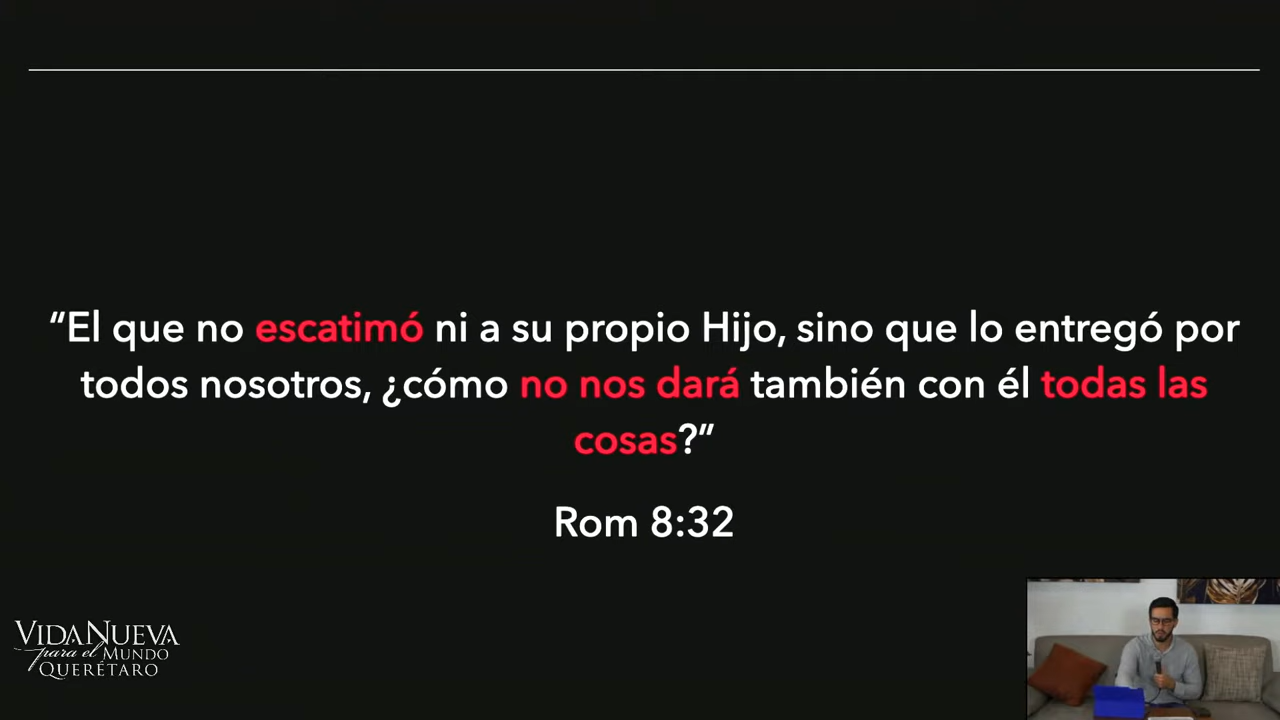 “El que no escatimó ni a su propio Hijo, sino que lo entregó por
todos nosotros, ¿cómo no nos dará también con él todas las
cosas?”
Rom 8:32
VIDA NUEVA
para el MUNDO
QUERÉTARO